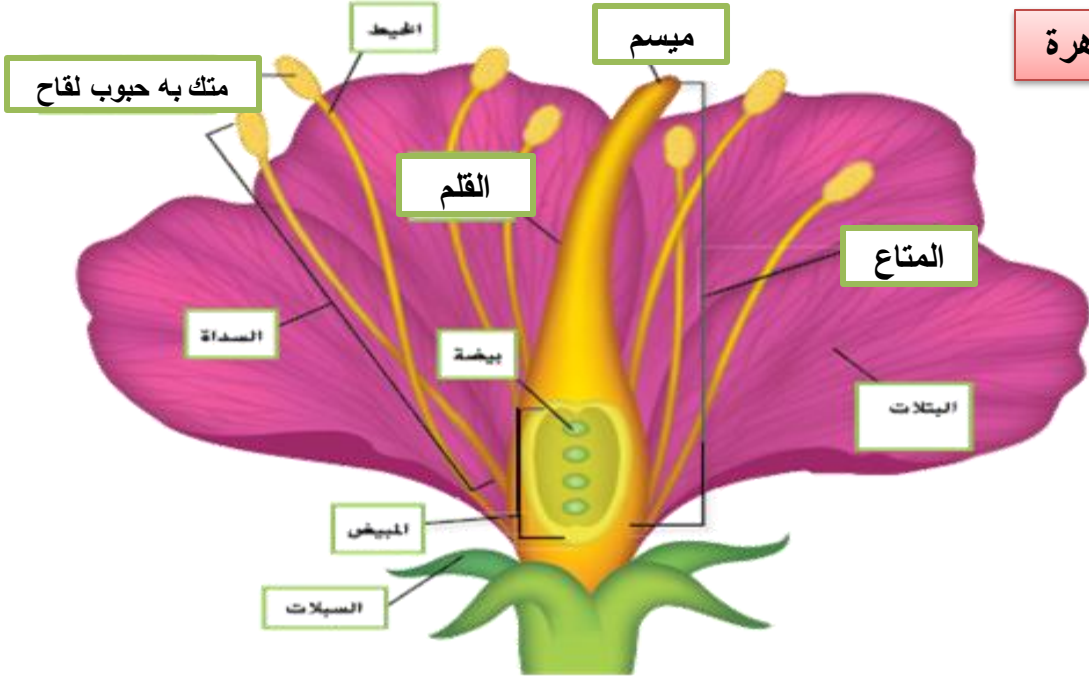 هرة
ميسم
الخيط
متك به حبوب لقاح
القلم
المتاع
السداة
بيضة
البتلات
المبيض
السبلات